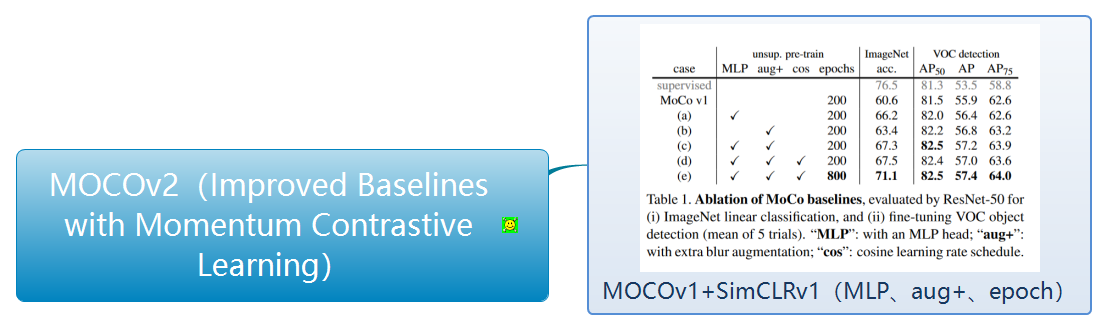 MOCOv2（Improved Baselines
with Momentum Contrastive
Learning）
unsup. pre-train ImageNet VOC detection
case MLP aug+ cos epochs acc. AP50 AP AP75
supervised 76.5 81.3 53.5 58.8
MoCo v1 200 60.6 81.5 55.9 62.6
(a) ✓ 200 66.2 82.0 56.4 62.6
(b) ✓ 200 63.4 82.2 56.8 63.2
(c) ✓ ✓ 200 67.3 82.5 57.2 63.9
(d) ✓ ✓ ✓ 200 67.5 82.4 57.0 63.6
(e) ✓ ✓ ✓ 800 71.1 82.5 57.4 64.0
Table 1. Ablation of MoCo baselines, evaluated by ResNet-50 for
(i) ImageNet linear classification, and (ii) fine-tuning VOC object
detection (mean of 5 trials). “MLP”: with an MLP head; “aug+”:
with extra blur augmentation; “cos”: cosine learning rate schedule.
MOCOv1+SimCLRv1（MLP、aug+、epoch）